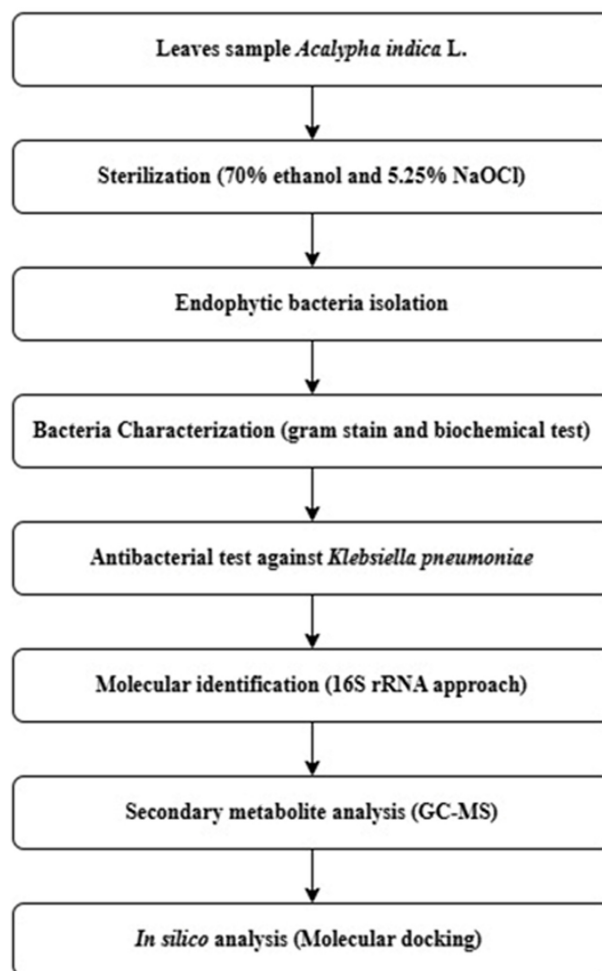 Leaves sample Acalypha indica L.
Sterilization (70% ethanol and 5.25% NaOCl)
Endophytic bacteria isolation
Bacteria Characterization (gram stain and biochemical test)
Antibacterial test against Klebsiella pneumoniae
Molecular identification (16S rRNA approach)
Secondary metabolite analysis (GC-MS)
In silico analysis (Molecular docking)